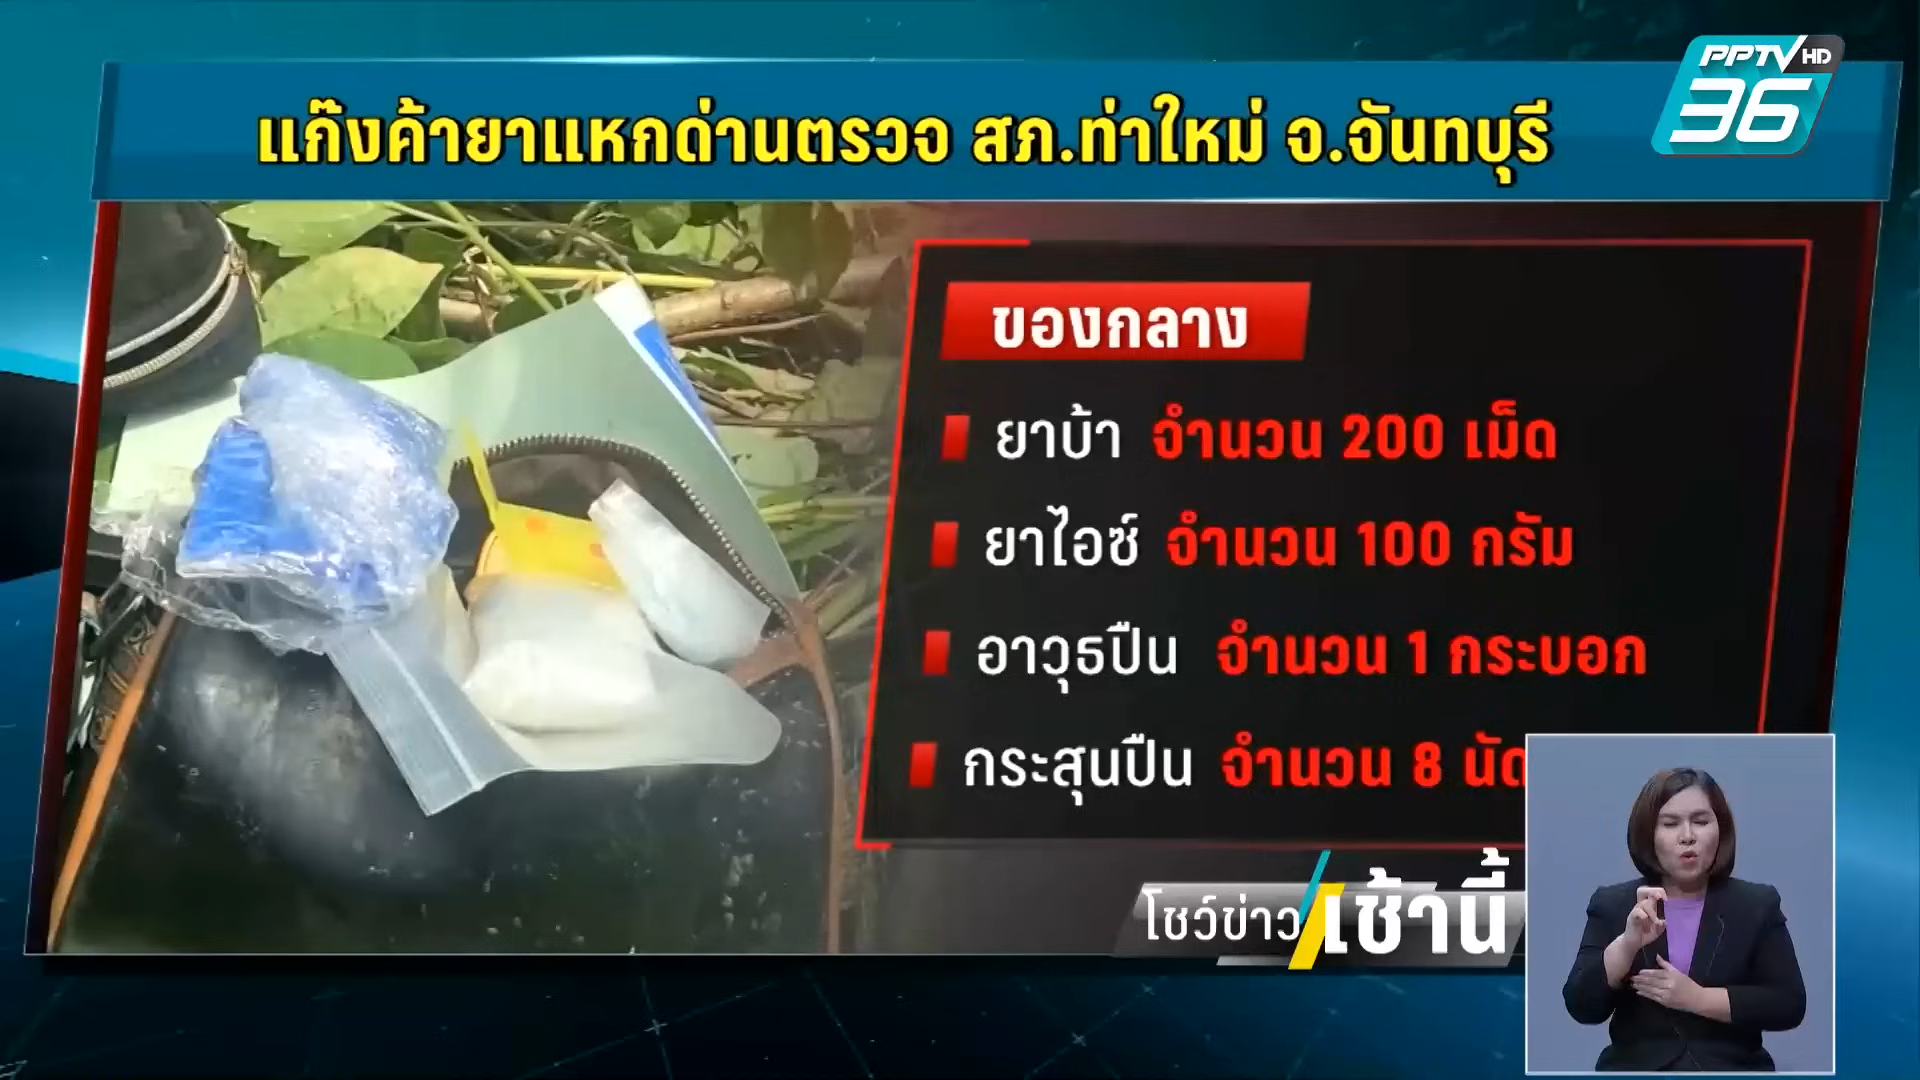 PPTV HD
36
แก๊งค้ายาแหกด่านตรวจ สภ.ท่าใหม่ จ.จันทบุรี
ของกลาง
ยาบ้า จำนวน 200 เม็ด
ยาไอซ์ จำนวน 100 กรัม
อาวุธปืน จำนวน 1 กระบอก
กระสุนปืน จำนวน 8 นัด
โชว์ข่าวเช้านี้